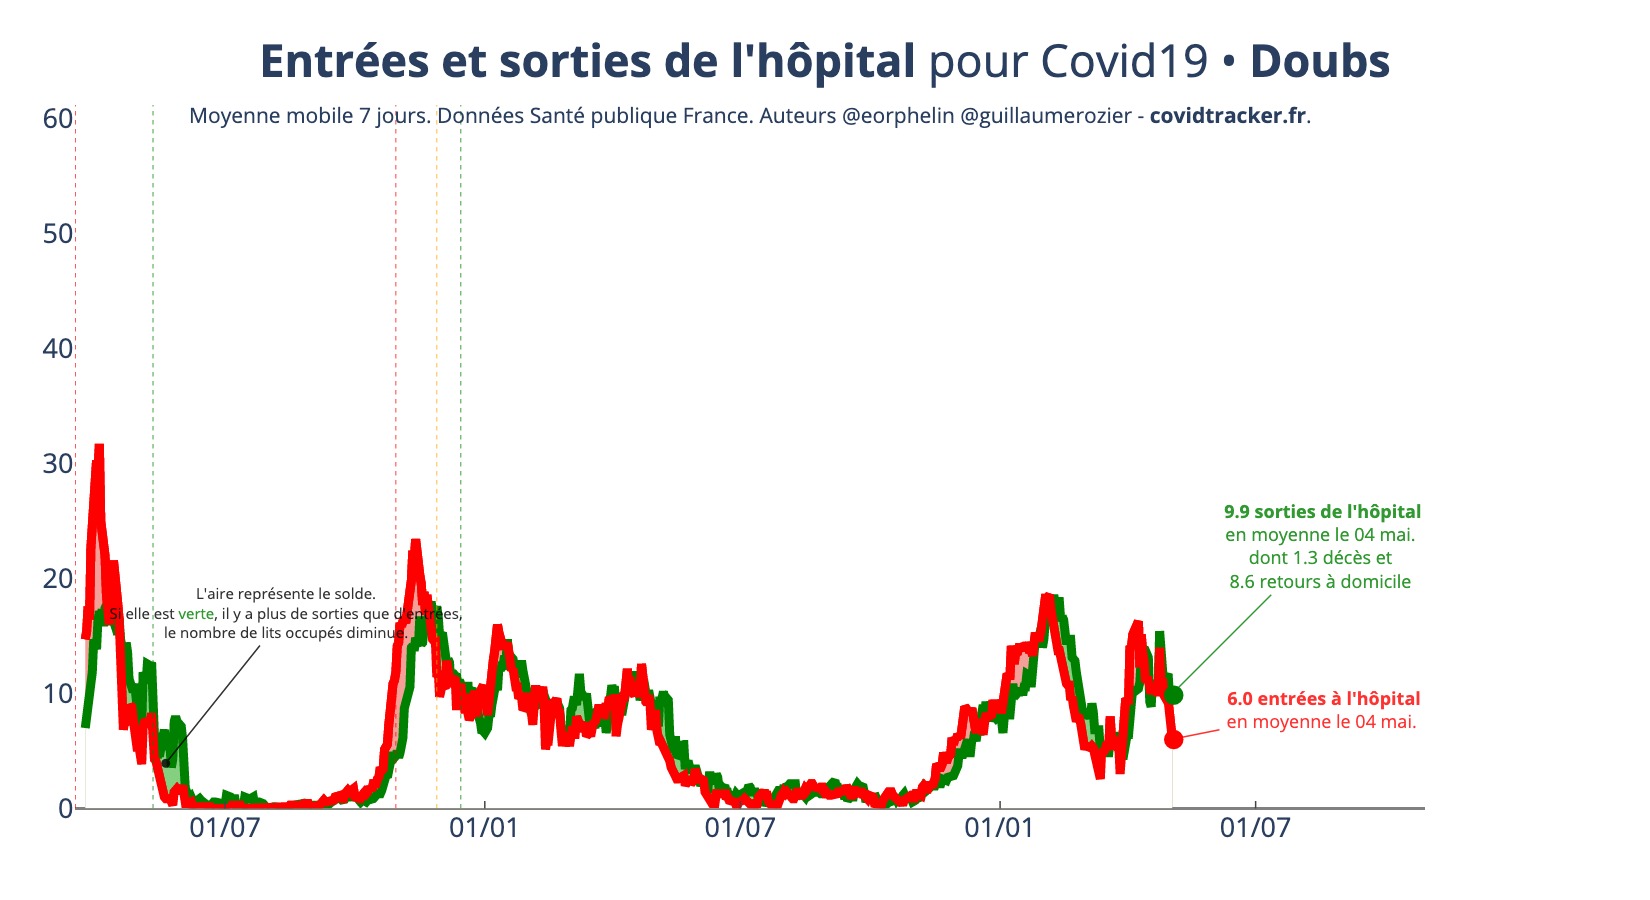 Entrées et sorties de l'hôpital pour Covid19 • Doubs
Moyenne mobile 7 jours. Données Santé publique France. Auteurs @eorphelin @guillaumerozier - covidtracker.fr.
60
50
40
30
20
10
0
L'aire représente le solde.
Si elle est verte, il y a plus de sorties que d'entrées,
le nombre de lits occupés diminue.
9.9 sorties de l'hôpital
en moyenne le 04 mai.
dont 1.3 décès et
8.6 retours à domicile
6.0 entrées à l'hôpital
en moyenne le 04 mai.
01/07 01/01 01/07 01/01 01/07